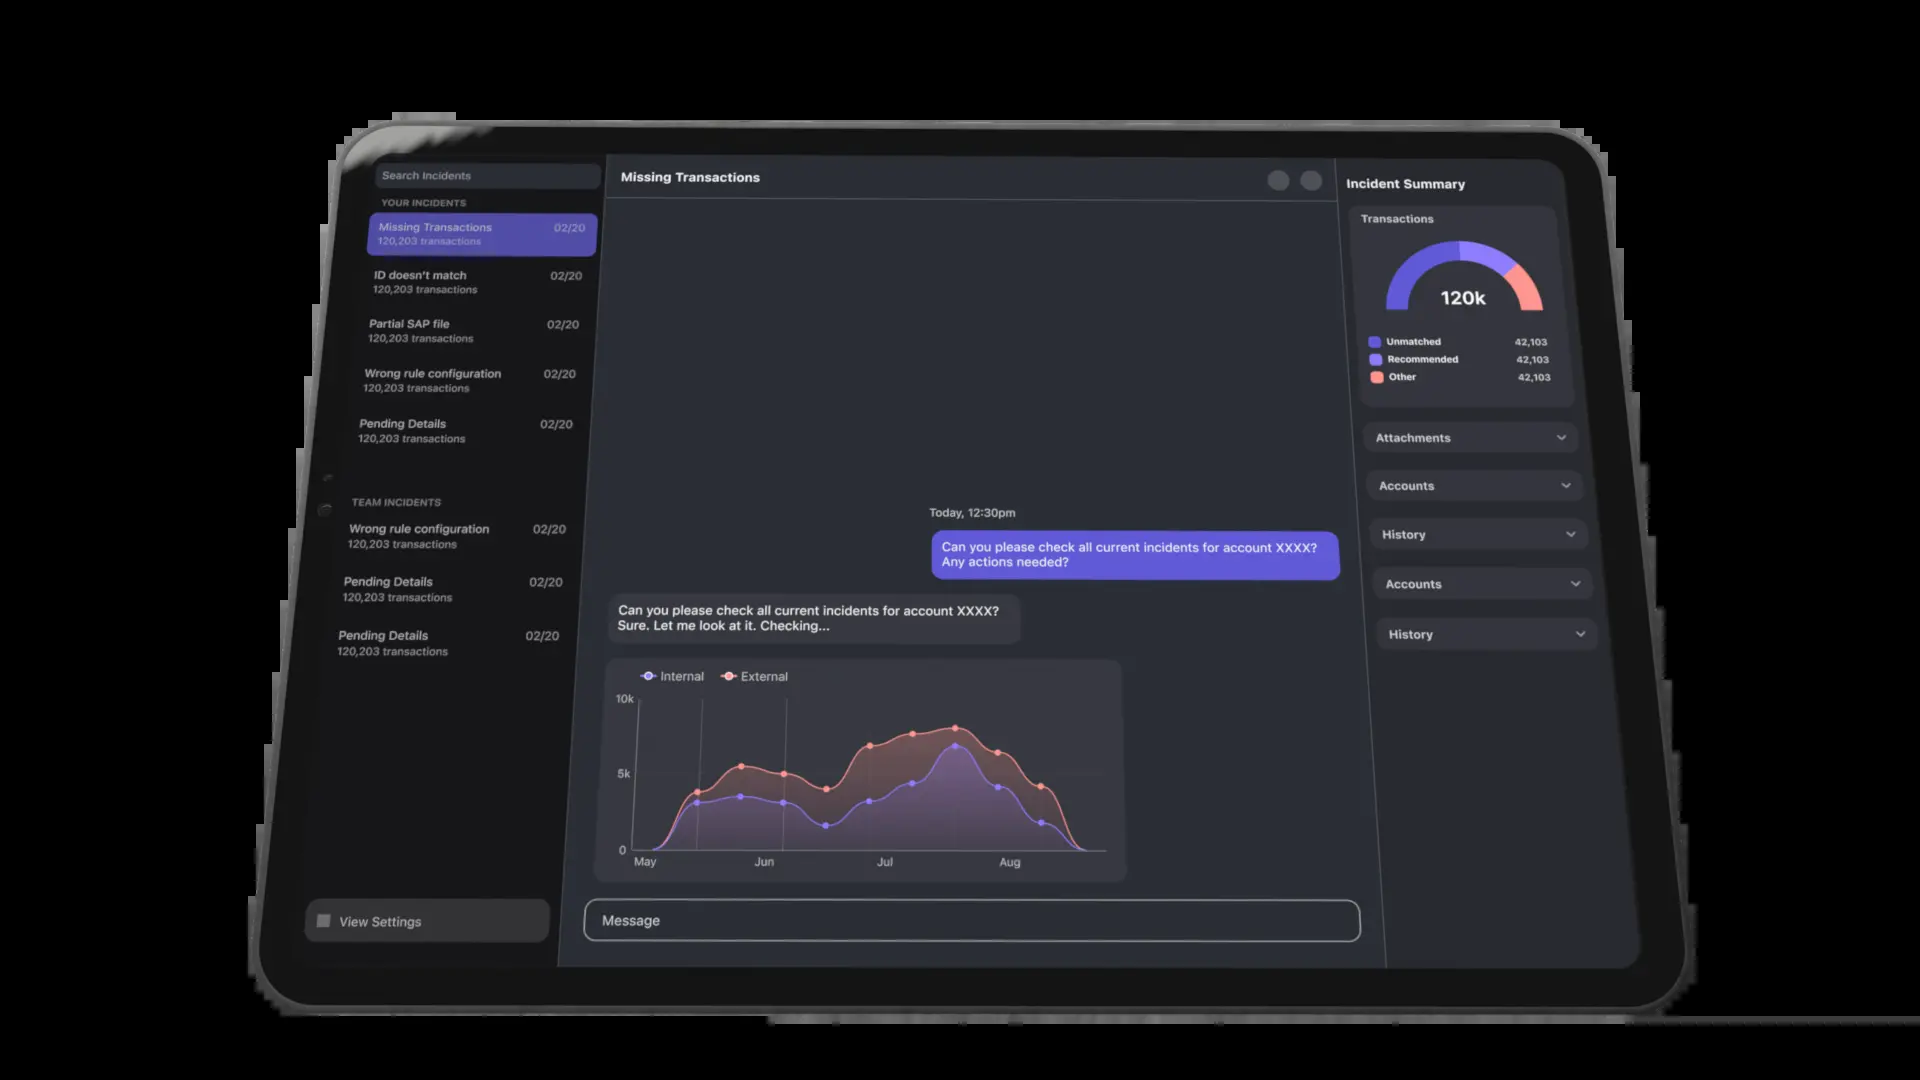 Search Incidents
YOUR INCIDENTS
Missing Transactions 02/20
120,203 transactions
ID doesn't match 02/20
120,203 transactions
Partial SAP file 02/20
120,203 transactions
Wrong rule configuration 02/20
120,203 transactions
Pending Details 02/20
120,203 transactions
TEAM INCIDENTS
Wrong rule configuration 02/20
120,203 transactions
Pending Details 02/20
120,203 transactions
Pending Details 02/20
120,203 transactions
View Settings
Missing Transactions
Today, 12:30pm
Can you please check all current incidents for account XXXX?
Any actions needed?
Can you please check all current incidents for account XXXX?
Sure. Let me look at it. Checking...
Internal External
10k
5k
0
May Jun Jul Aug
Message
Incident Summary
Transactions
120k
Unmatched 42,103
Recommended 42,103
Other 42,103
Attachments
Accounts
History
Accounts
History